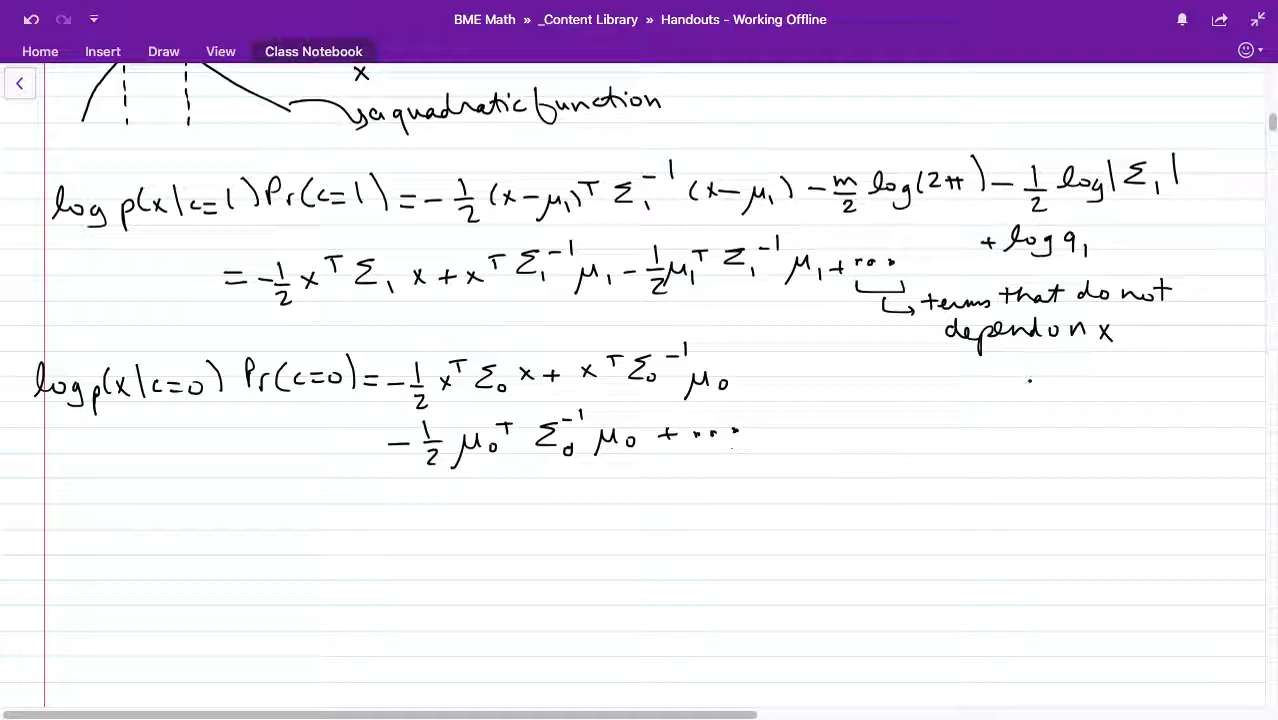 BME Math » _Content Library » Handouts - Working Offline
Home Insert Draw View Class Notebook
x
↳a quadratic function
log p(x|c=1) Pr(c=1) = -1/2 (x-μ₁)ᵀ Σ₁⁻¹ (x-μ₁) - m/2 log(2π) - 1/2 log|Σ₁|
+ log q₁
= -1/2 xᵀ Σ₁ x + xᵀ Σ₁⁻¹ μ₁ - 1/2 μ₁ᵀ Σ₁⁻¹ μ₁ + ...
↳ terms that do not
depend on x
log p(x|c=0) Pr(c=0) = -1/2 xᵀ Σ₀ x + xᵀ Σ₀⁻¹ μ₀
- 1/2 μ₀ᵀ Σ₀⁻¹ μ₀ + ...